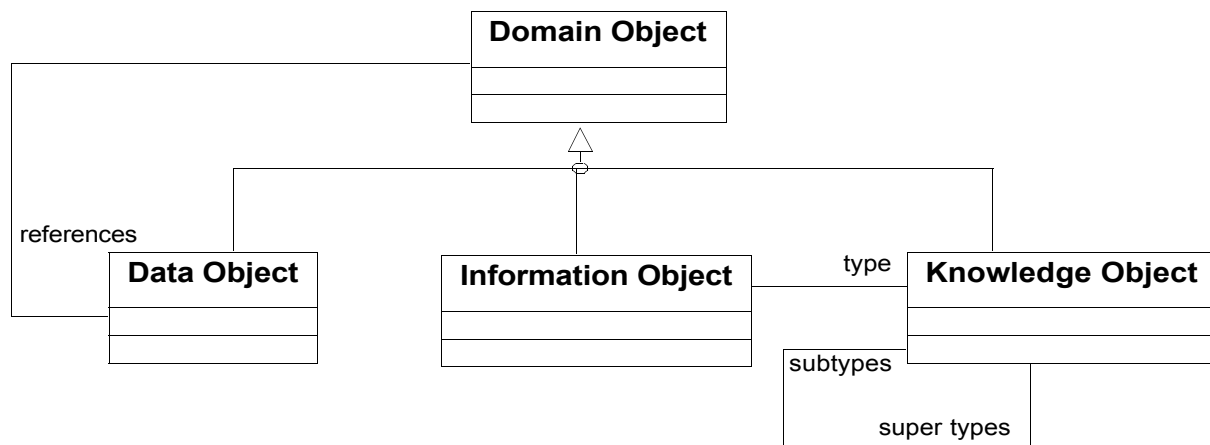 Domain Object
references
Data Object
Information Object
type
Knowledge Object
subtypes
super types